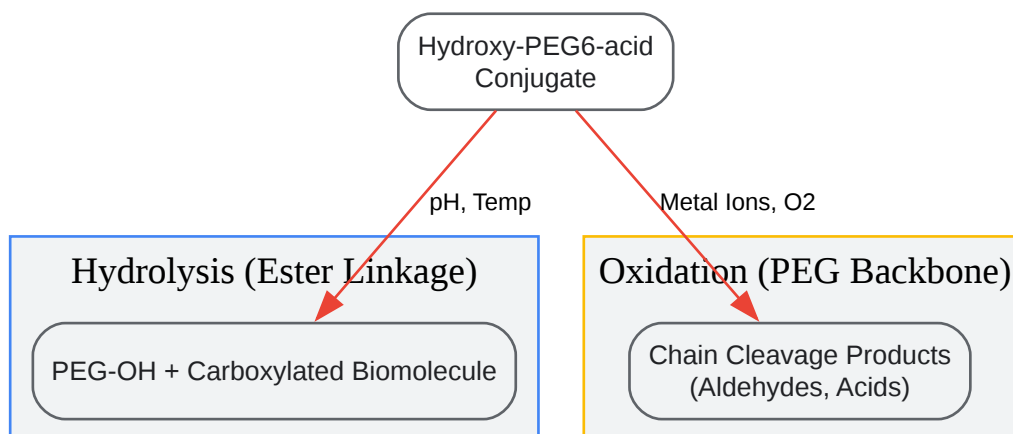 Hydroxy-PEG6-acid
Conjugate
pH, Temp
Metal Ions, O2
Hydrolysis (Ester Linkage)
Oxidation (PEG Backbone)
PEG-OH + Carboxylated Biomolecule
Chain Cleavage Products
(Aldehydes, Acids)